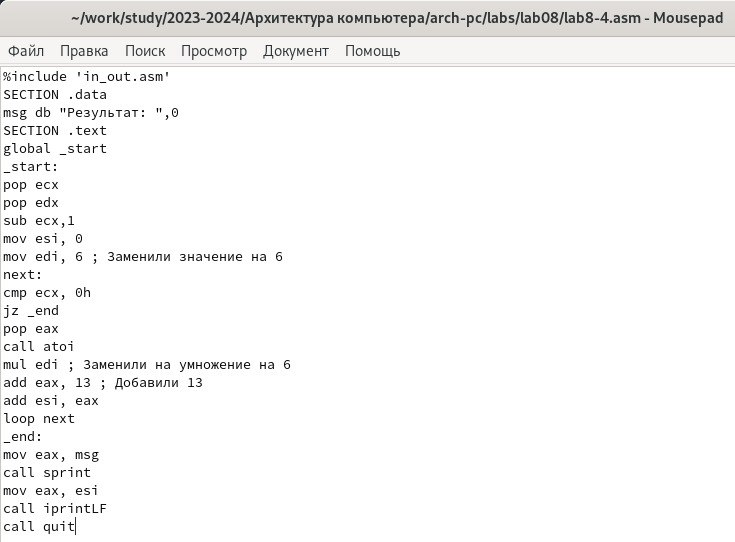 ~/work/study/2023-2024/Архитектура компьютера/arch-pc/labs/lab08/lab8-4.asm - Mousepad
Файл Правка Поиск Просмотр Документ Помощь
%include 'in_out.asm'
SECTION .data
msg db "Результат: ",0
SECTION .text
global _start
_start:
pop ecx
pop edx
sub ecx,1
mov esi, 0
mov edi, 6 ; Заменили значение на 6
next:
cmp ecx, 0h
jz _end
pop eax
call atoi
mul edi ; Заменили на умножение на 6
add eax, 13 ; Добавили 13
add esi, eax
loop next
_end:
mov eax, msg
call sprint
mov eax, esi
call iprintLF
call quit